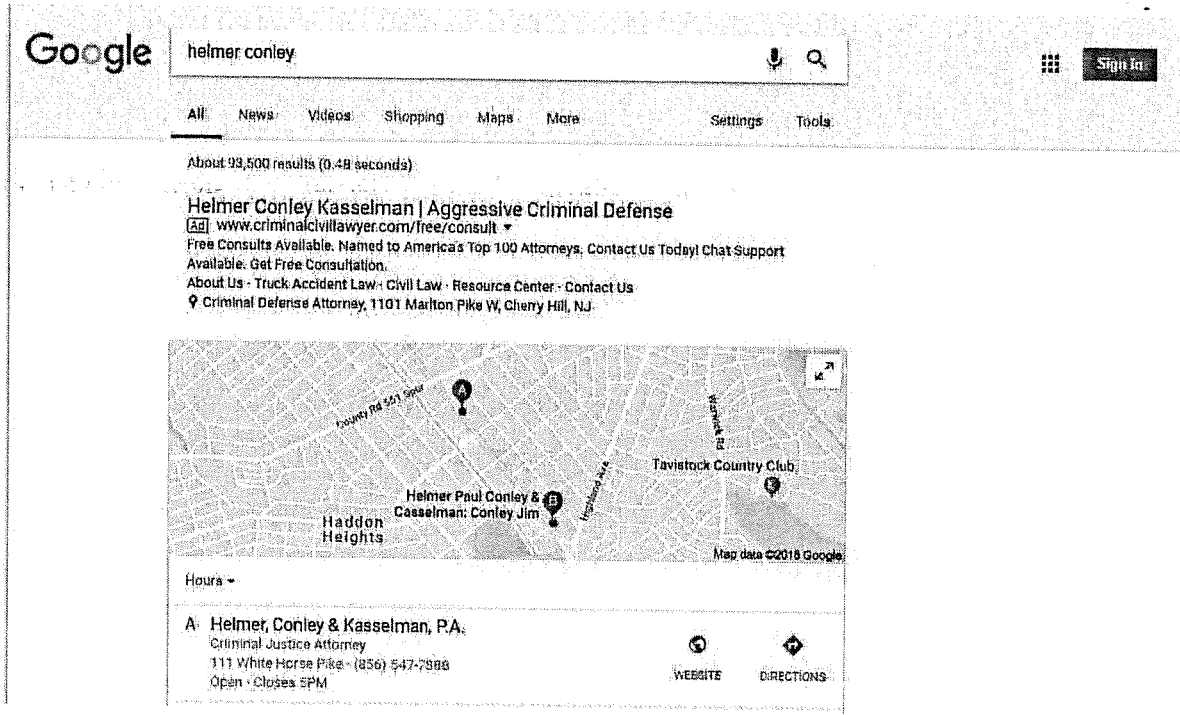 Google
helmer conley
Sign In
All News Videos Shopping Maps More Settings Tools
About 93,500 results (0.48 seconds)
Helmer Conley Kasselman | Aggressive Criminal Defense
Ad www.criminalcivillawyer.com/free/consult
Free Consults Available. Named to America's Top 100 Attorneys. Contact Us Today! Chat Support
Available. Get Free Consultation.
About Us · Truck Accident Law · Civil Law · Resource Center · Contact Us
Criminal Defense Attorney, 1101 Marlton Pike W, Cherry Hill, NJ
County Rd 551 Spur
A
Warwick Rd
Highland Ave
Tavistock Country Club
Helmer Paul Conley &
Casselman: Conley Jim
B
Haddon
Heights
Map data ©2018 Google
Hours
A Helmer, Conley & Kasselman, P.A.
Criminal Justice Attorney
111 White Horse Pike · (856) 547-7888
Open · Closes 5PM
WEBSITE DIRECTIONS